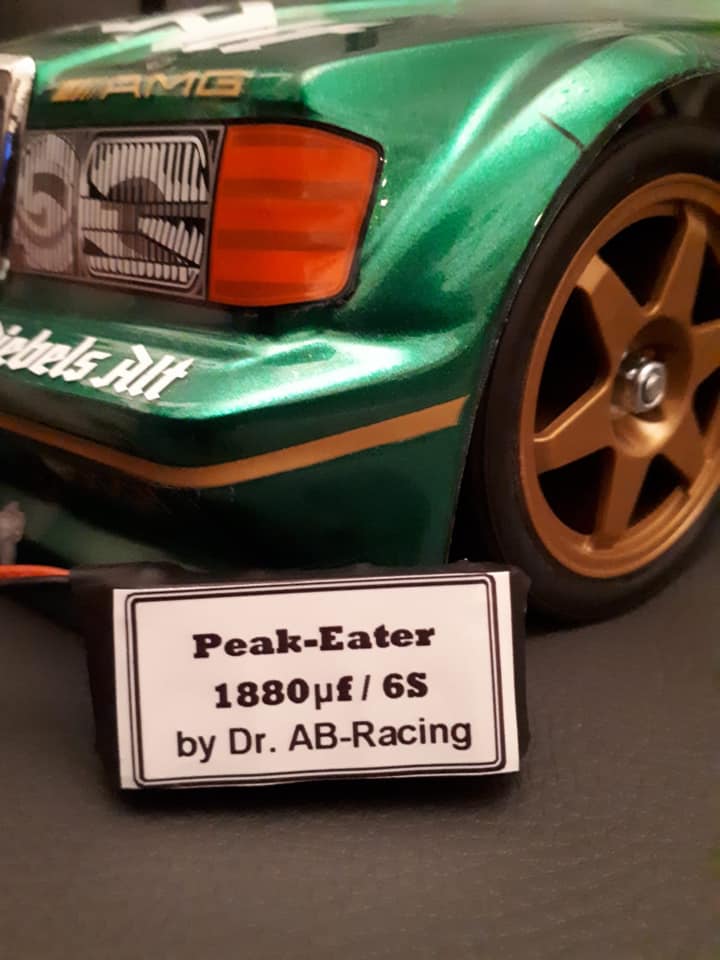 AMG
iebels Alt
Peak-Eater
1880µf / 6S
by Dr. AB-Racing